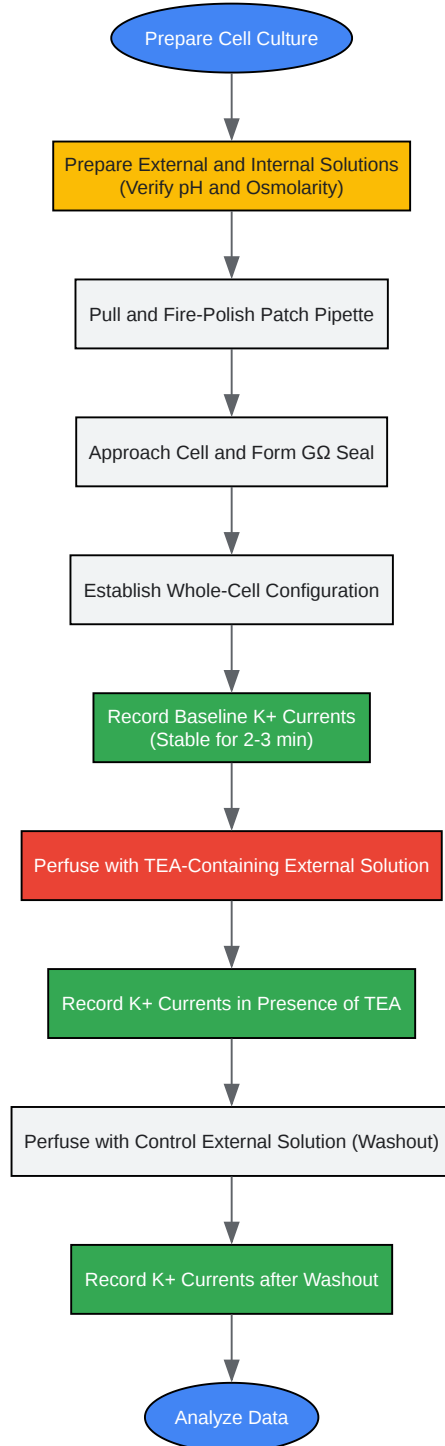 Prepare Cell Culture
Prepare External and Internal Solutions
(Verify pH and Osmolarity)
Pull and Fire-Polish Patch Pipette
Approach Cell and Form GΩ Seal
Establish Whole-Cell Configuration
Record Baseline K+ Currents
(Stable for 2-3 min)
Perfuse with TEA-Containing External Solution
Record K+ Currents in Presence of TEA
Perfuse with Control External Solution (Washout)
Record K+ Currents after Washout
Analyze Data